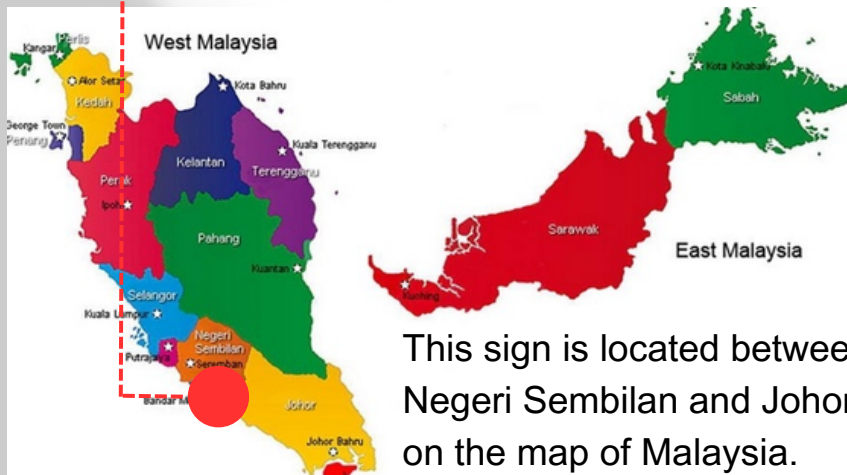 West Malaysia
Perlis
Kangar
Alor Setar
Kedah
Kota Bahru
George Town
Penang
Kuala Terengganu
Kelantan
Terengganu
Perak
Ipoh
Pahang
Kuantan
Selangor
Kuala Lumpur
Negeri
Sembilan
Putrajaya
Seremban
Bandar
Johor
Johor Bahru
Kota Kinabalu
Sabah
Sarawak
East Malaysia
Kuching
This sign is located betwee
Negeri Sembilan and Johor
on the map of Malaysia.